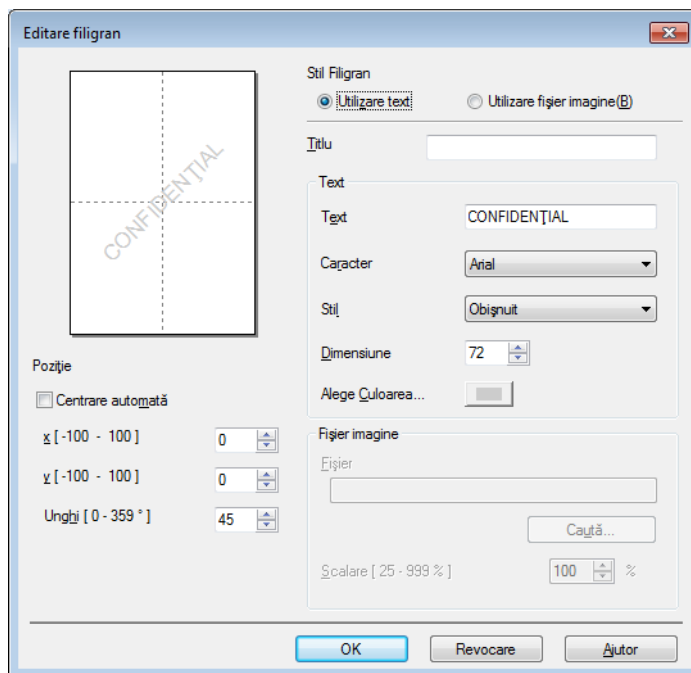 Editare filigran
Stil Filigran
Utilizare text
Utilizare fişier imagine(B)
Titlu
CONFIDENŢIAL
Text
Text CONFIDENŢIAL
Caracter Arial
Stil Obişnuit
Dimensiune 72
Alege Culoarea...
Poziţie
Centrare automată
x [ -100 - 100 ] 0
y [ -100 - 100 ] 0
Unghi [ 0 - 359 ° ] 45
Fişier imagine
Fişier
Caută...
Scalare [ 25 - 999 % ] 100 %
OK Revocare Ajutor